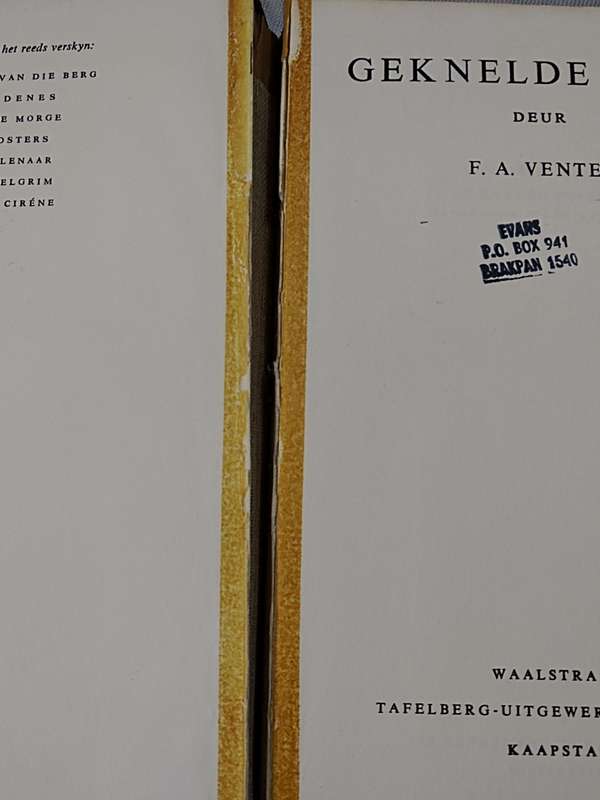 het reeds verskyn:
VAN DIE BERG
DENES
E MORGE
OSTERS
LENAAR
ELGRIM
CIRÉNE
GEKNELDE
DEUR
F. A. VENTE
EVANS
P.O. BOX 941
BRAKPAN 1540
WAALSTRA
TAFELBERG-UITGEWER
KAAPSTA